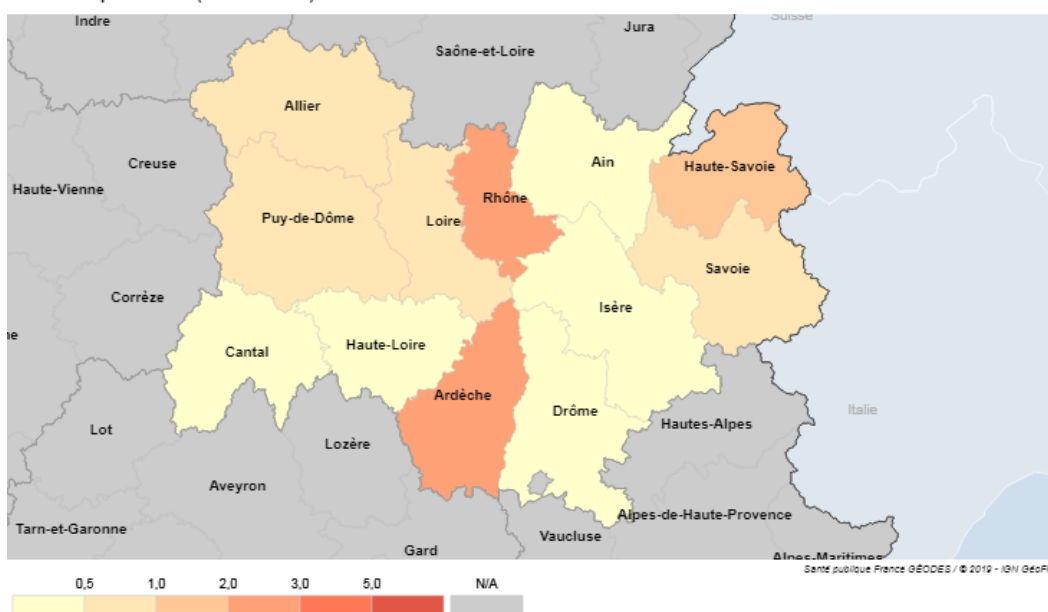 Indre
Jura
Suisse
Saône-et-Loire
Allier
Creuse
Ain
Haute-Savoie
Haute-Vienne
Rhône
Puy-de-Dôme
Loire
Savoie
Corrèze
Isère
Haute-Loire
Cantal
Ardèche
Drôme
Italie
Hautes-Alpes
Lot
Lozère
Aveyron
Alpes-de-Haute-Provence
Tarn-et-Garonne
Vaucluse
Gard
Alpes-Maritimes
Santé publique France GÉODES / © 2019 - IGN GéoF
0,5 1,0 2,0 3,0 5,0 N/A